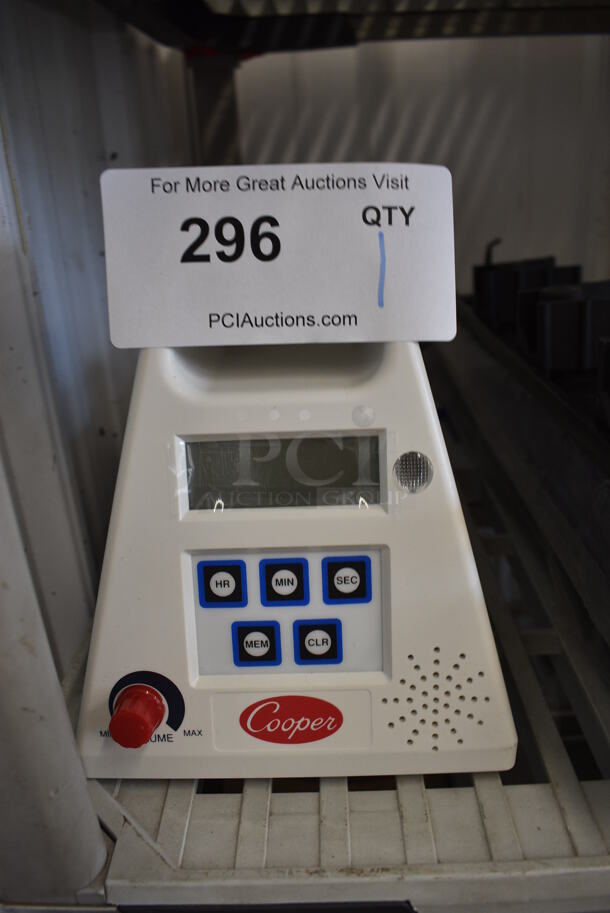 For More Great Auctions Visit
296
QTY
1
PCIAuctions.com
PCI
AUCTION GROUP
HR
MIN
SEC
MEM
CLR
MAX
Cooper